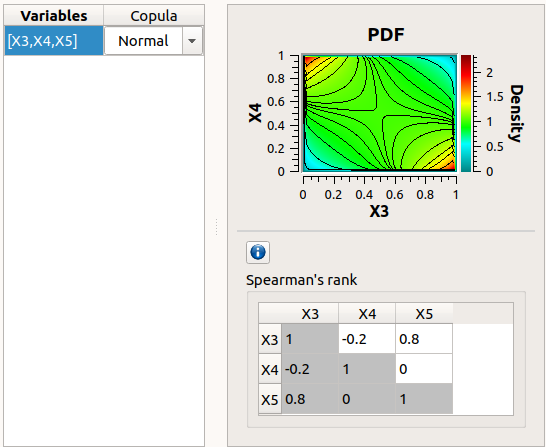 Variables Copula
[X3,X4,X5] Normal
PDF
1
0.8
0.6
0.4
0.2
0
X4
0 0.2 0.4 0.6 0.8 1
X3
2
1.5
1
0.5
0
Density
Spearman's rank
X3 X4 X5
X3 1 -0.2 0.8
X4 -0.2 1 0
X5 0.8 0 1